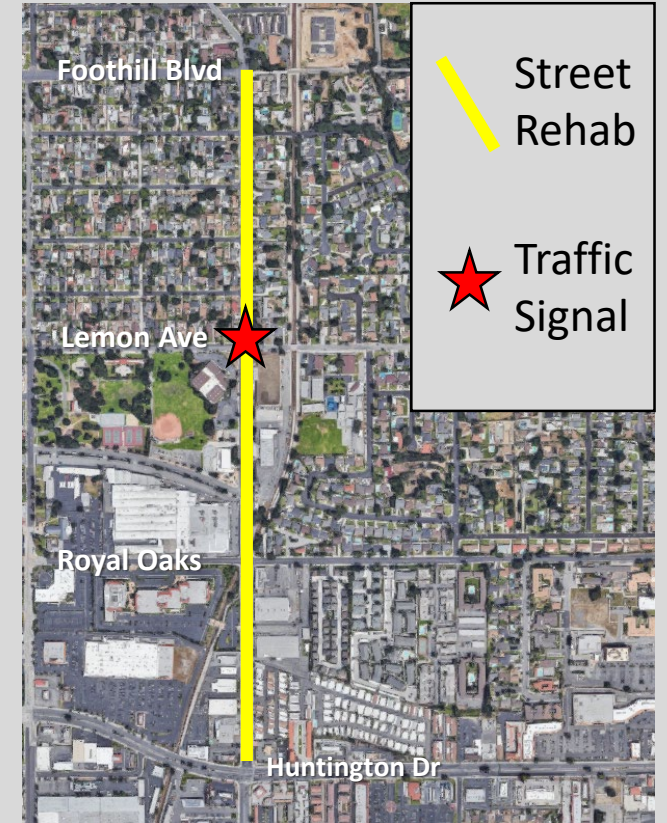 Foothill Blvd
Street
Rehab
Traffic
Signal
Lemon Ave
Royal Oaks
Huntington Dr